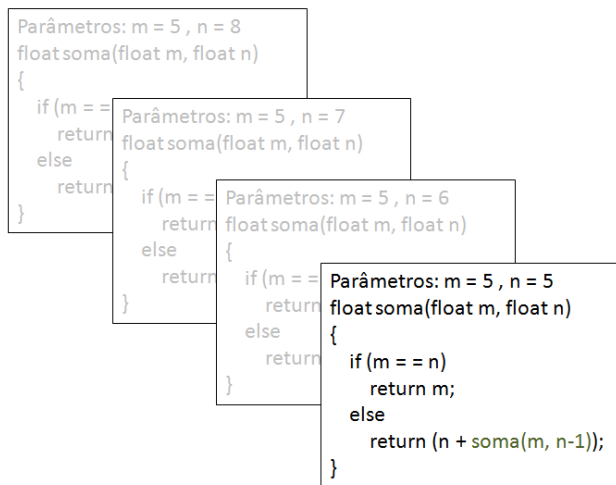 Parâmetros: m = 5 , n = 8
float soma(float m, float n)
{
if (m = =
return
else
return
}
Parâmetros: m = 5 , n = 7
float soma(float m, float n)
{
if (m = =
return
else
return
}
Parâmetros: m = 5 , n = 6
float soma(float m, float n)
{
if (m = =
return
else
return
}
Parâmetros: m = 5 , n = 5
float soma(float m, float n)
{
if (m = = n)
return m;
else
return (n + soma(m, n-1));
}